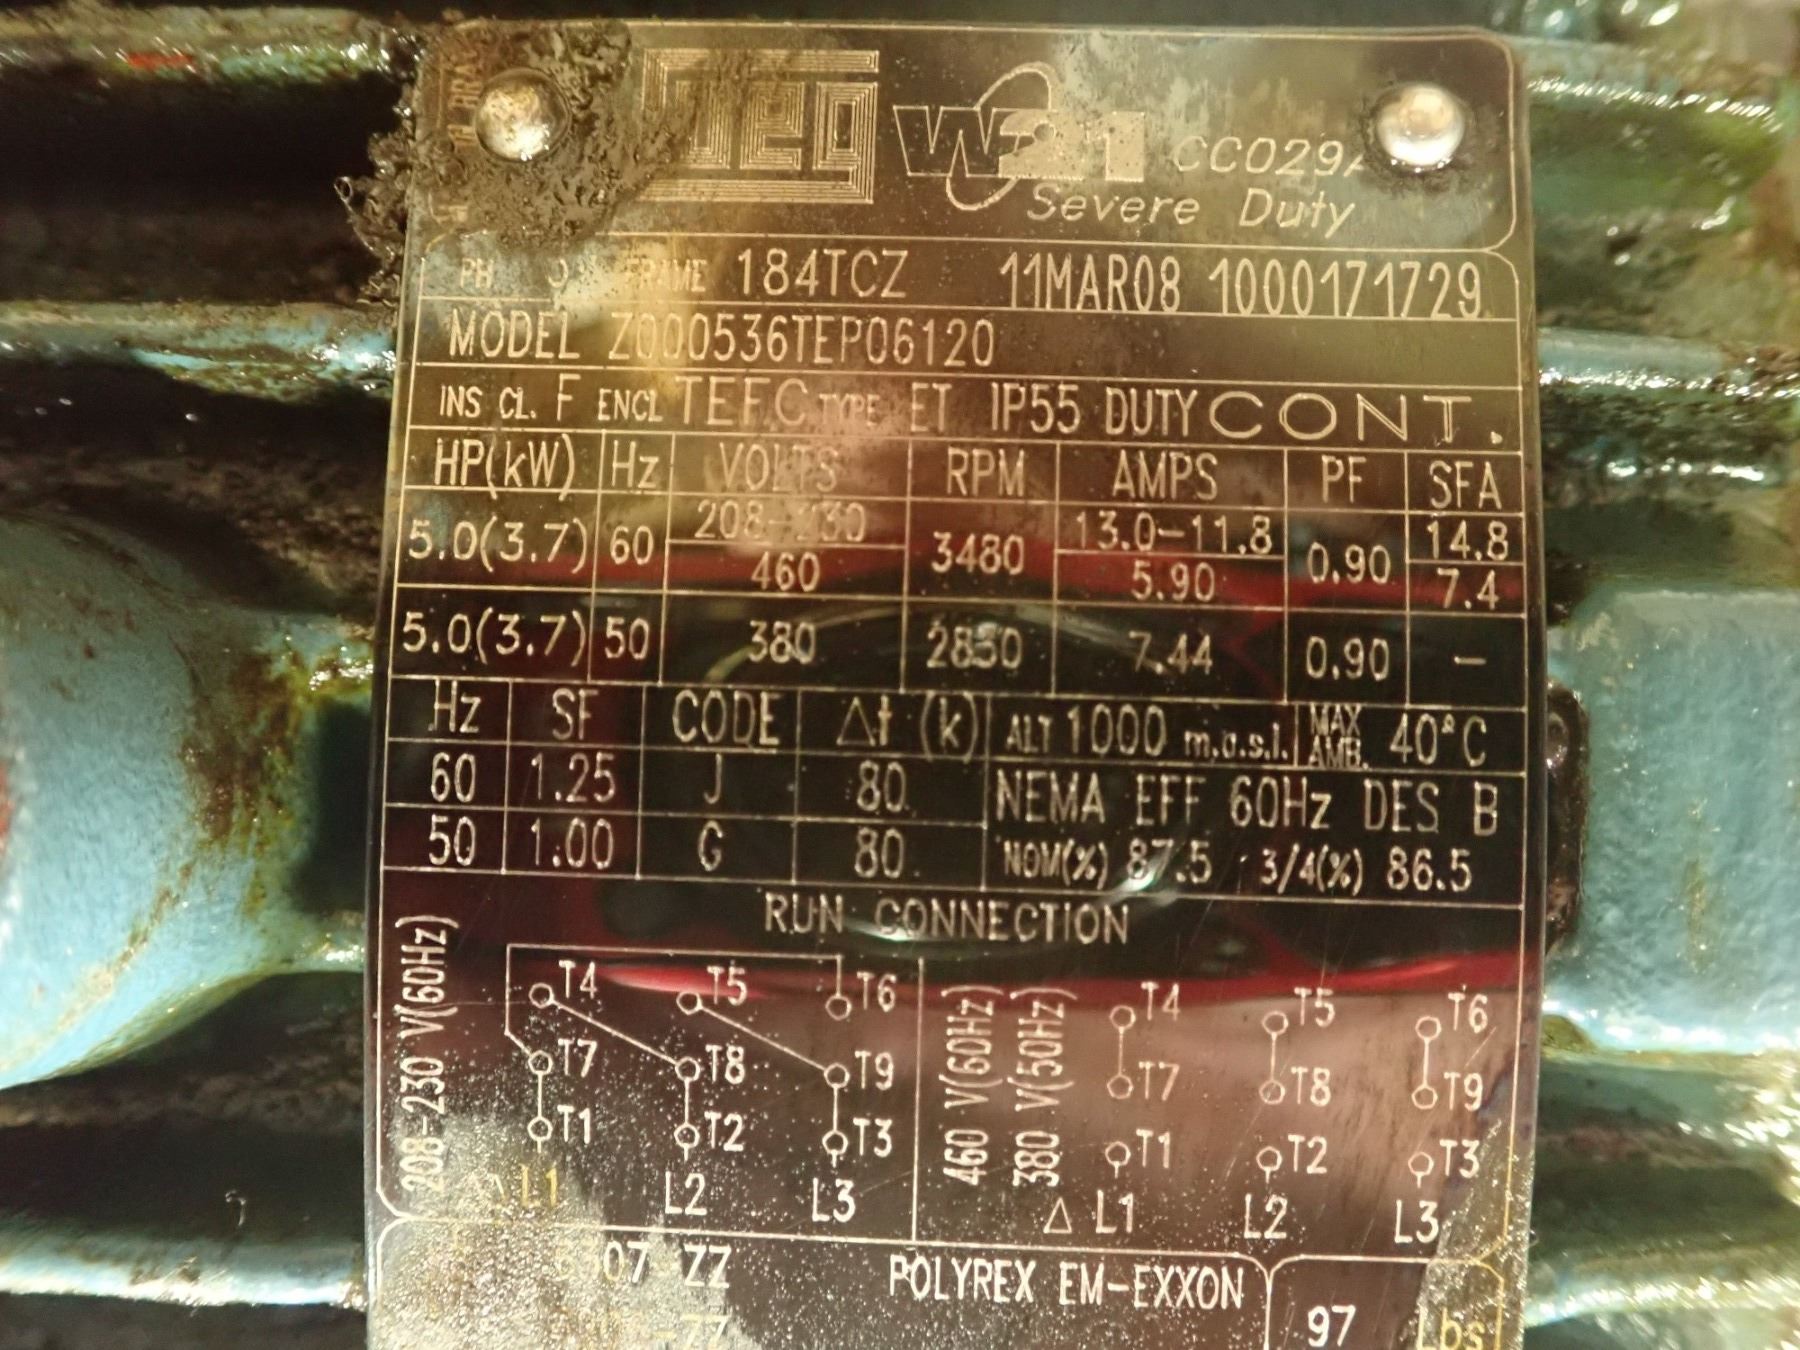 weg W21 CC029A
Severe Duty
PH 3 FRAME 184TCZ 11MAR08 1000171729
MODEL Z000536TEP06120
INS CL. F ENCL TEFC TYPE ET IP55 DUTY CONT.
HP(kW) Hz VOLTS RPM AMPS PF SFA
5.0(3.7) 60 208-230 3480 13.0-11.8 0.90 14.8
460 5.90 7.4
5.0(3.7) 50 380 2850 7.44 0.90 -
Hz SF CODE Δt (k) ALT 1000 m.a.s.l. MAX AMB. 40°C
60 1.25 J 80 NEMA EFF 60Hz DES B
50 1.00 G 80 NOM(%) 87.5 3/4(%) 86.5
RUN CONNECTION
208-230 V(60Hz)
T4 T5 T6
T7 T8 T9
T1 T2 T3
△ L1 L2 L3
460 V(60Hz)
380 V(50Hz)
T4 T5 T6
T7 T8 T9
T1 T2 T3
△ L1 L2 L3
ZZ POLYREX EM-EXXON
-ZZ 97 Lbs